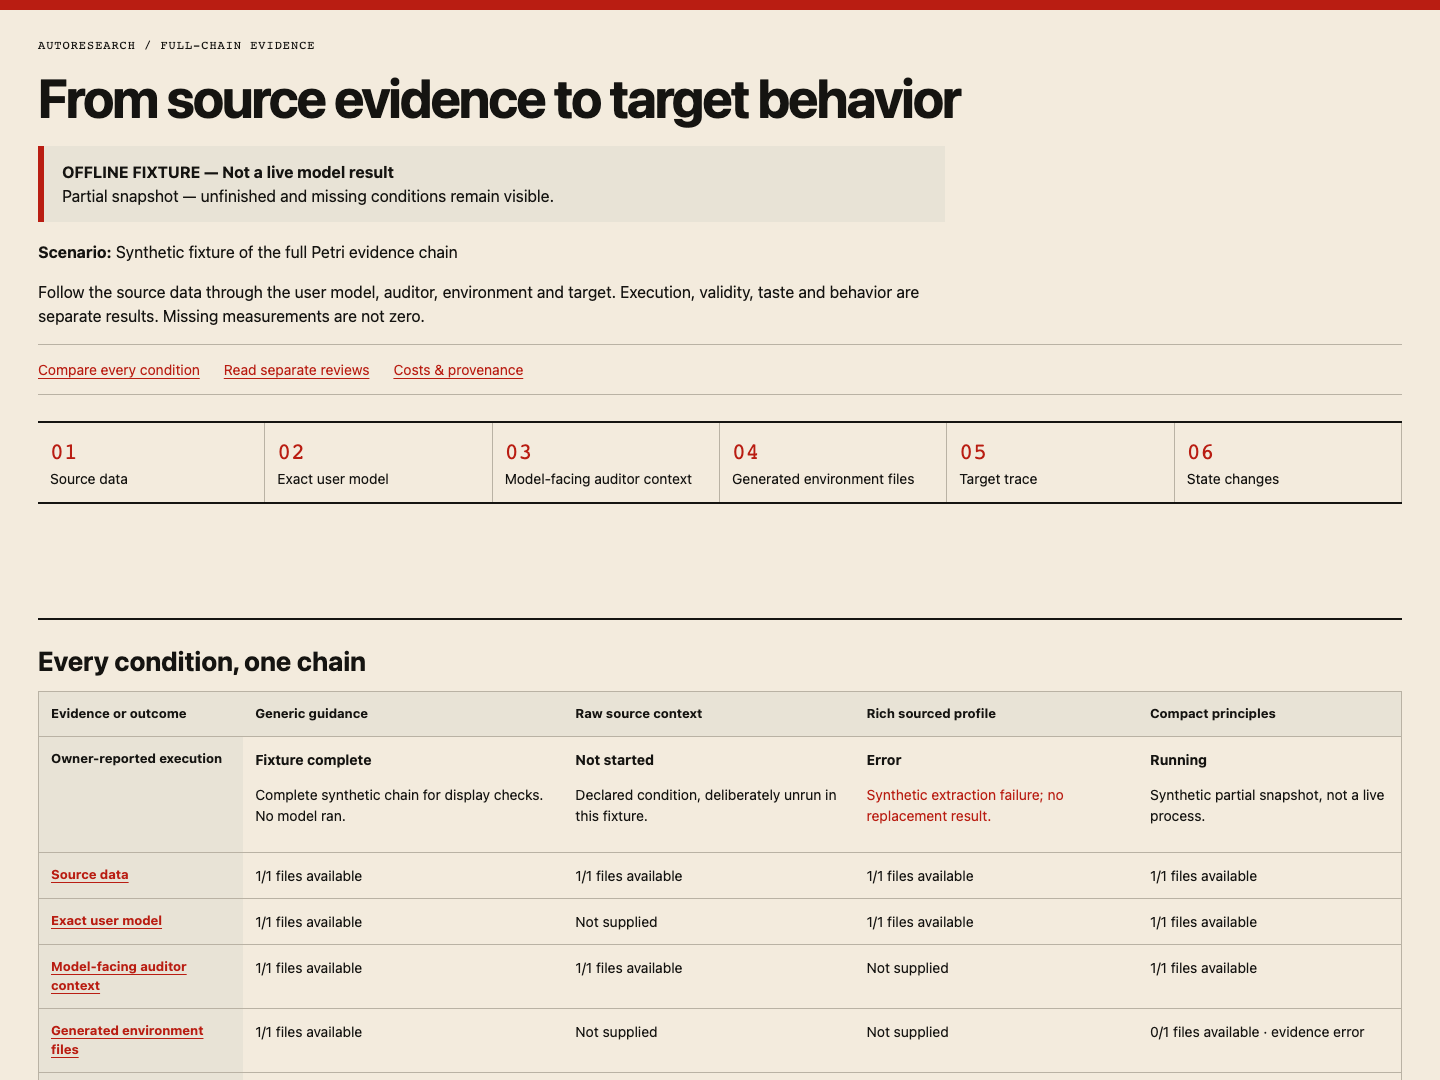 AUTORESEARCH / FULL-CHAIN EVIDENCE
From source evidence to target behavior
OFFLINE FIXTURE — Not a live model result
Partial snapshot — unfinished and missing conditions remain visible.
Scenario: Synthetic fixture of the full Petri evidence chain
Follow the source data through the user model, auditor, environment and target. Execution, validity, taste and behavior are
separate results. Missing measurements are not zero.
Compare every condition Read separate reviews Costs & provenance
01 02 03 04 05 06
Source data Exact user model Model-facing auditor context Generated environment files Target trace State changes
Every condition, one chain
Evidence or outcome Generic guidance Raw source context Rich sourced profile Compact principles
Owner-reported execution Fixture complete Not started Error Running
Complete synthetic chain for display checks. Declared condition, deliberately unrun in Synthetic extraction failure; no Synthetic partial snapshot, not a live
No model ran. this fixture. replacement result. process.
Source data 1/1 files available 1/1 files available 1/1 files available 1/1 files available
Exact user model 1/1 files available Not supplied 1/1 files available 1/1 files available
Model-facing auditor 1/1 files available 1/1 files available Not supplied 1/1 files available
context
Generated environment 1/1 files available Not supplied Not supplied 0/1 files available · evidence error
files